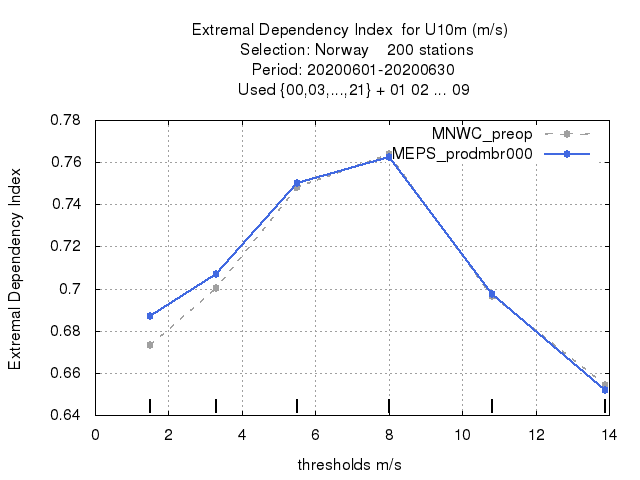 Extremal Dependency Index  for U10m (m/s)
Selection: Norway    200 stations
Period: 20200601-20200630
Used {00,03,...,21} + 01 02 ... 09
MNWC_preop
MEPS_prodmbr000
Extremal Dependency Index
0.78
0.76
0.74
0.72
0.7
0.68
0.66
0.64
0 2 4 6 8 10 12 14
thresholds m/s